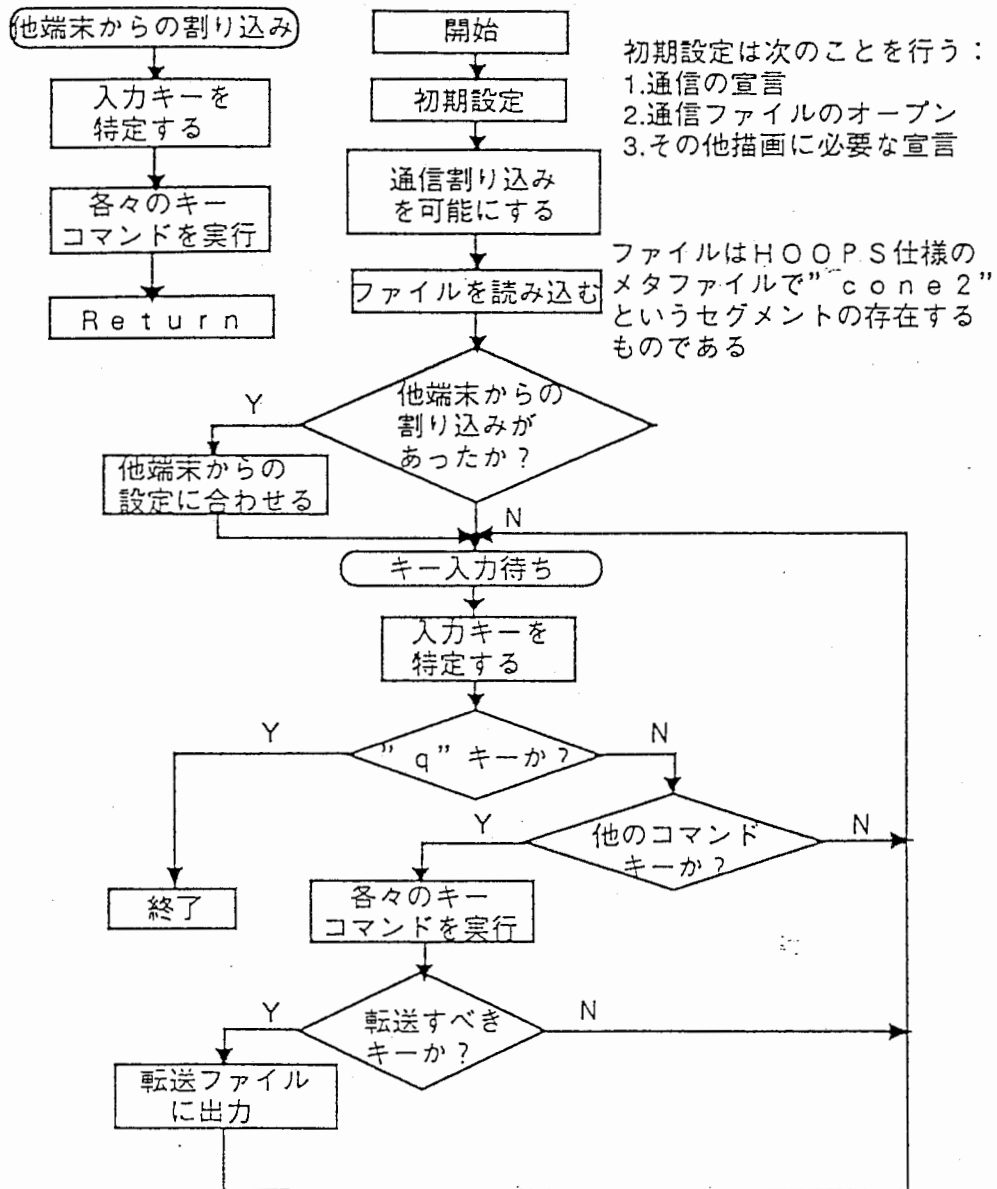 他端末からの割り込み
入力キーを
特定する
各々のキー
コマンドを実行
Return
開始
初期設定
通信割り込み
を可能にする
ファイルを読み込む
初期設定は次のことを行う：
1.通信の宣言
2.通信ファイルのオープン
3.その他描画に必要な宣言
ファイルはHOOPS仕様の
メタファイルで”cone2”
というセグメントの存在する
ものである
他端末からの
割り込みが
あったか？
Y
他端末からの
設定に合わせる
N
キー入力待ち
入力キーを
特定する
”q”キーか？
Y
N
終了
他のコマンド
キーか？
Y
N
各々のキー
コマンドを実行
転送すべき
キーか？
Y
N
転送ファイル
に出力